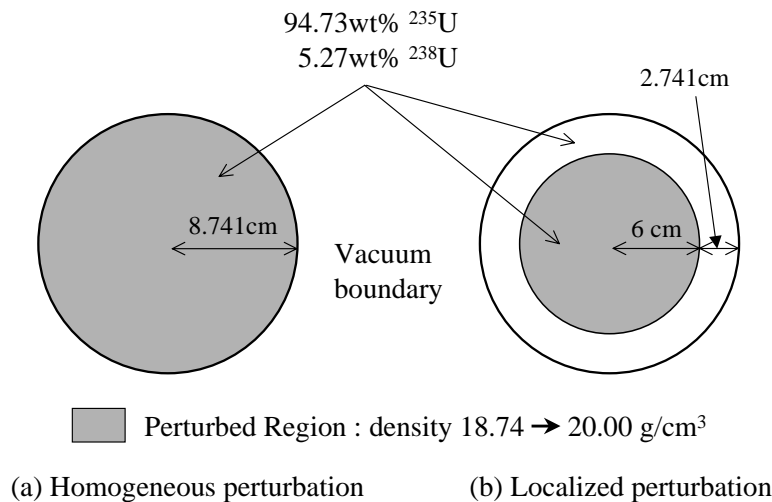 94.73wt% ²³⁵U
5.27wt% ²³⁸U
2.741cm
8.741cm
6 cm
Vacuum
boundary
Perturbed Region : density 18.74 ➔ 20.00 g/cm³
(a) Homogeneous perturbation
(b) Localized perturbation